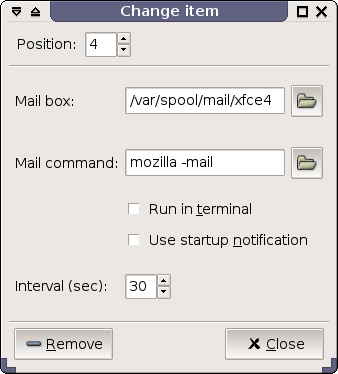 Change item
Position: 4
Mail box: /var/spool/mail/xfce4
Mail command: mozilla -mail
Run in terminal
Use startup notification
Interval (sec): 30
Remove Close